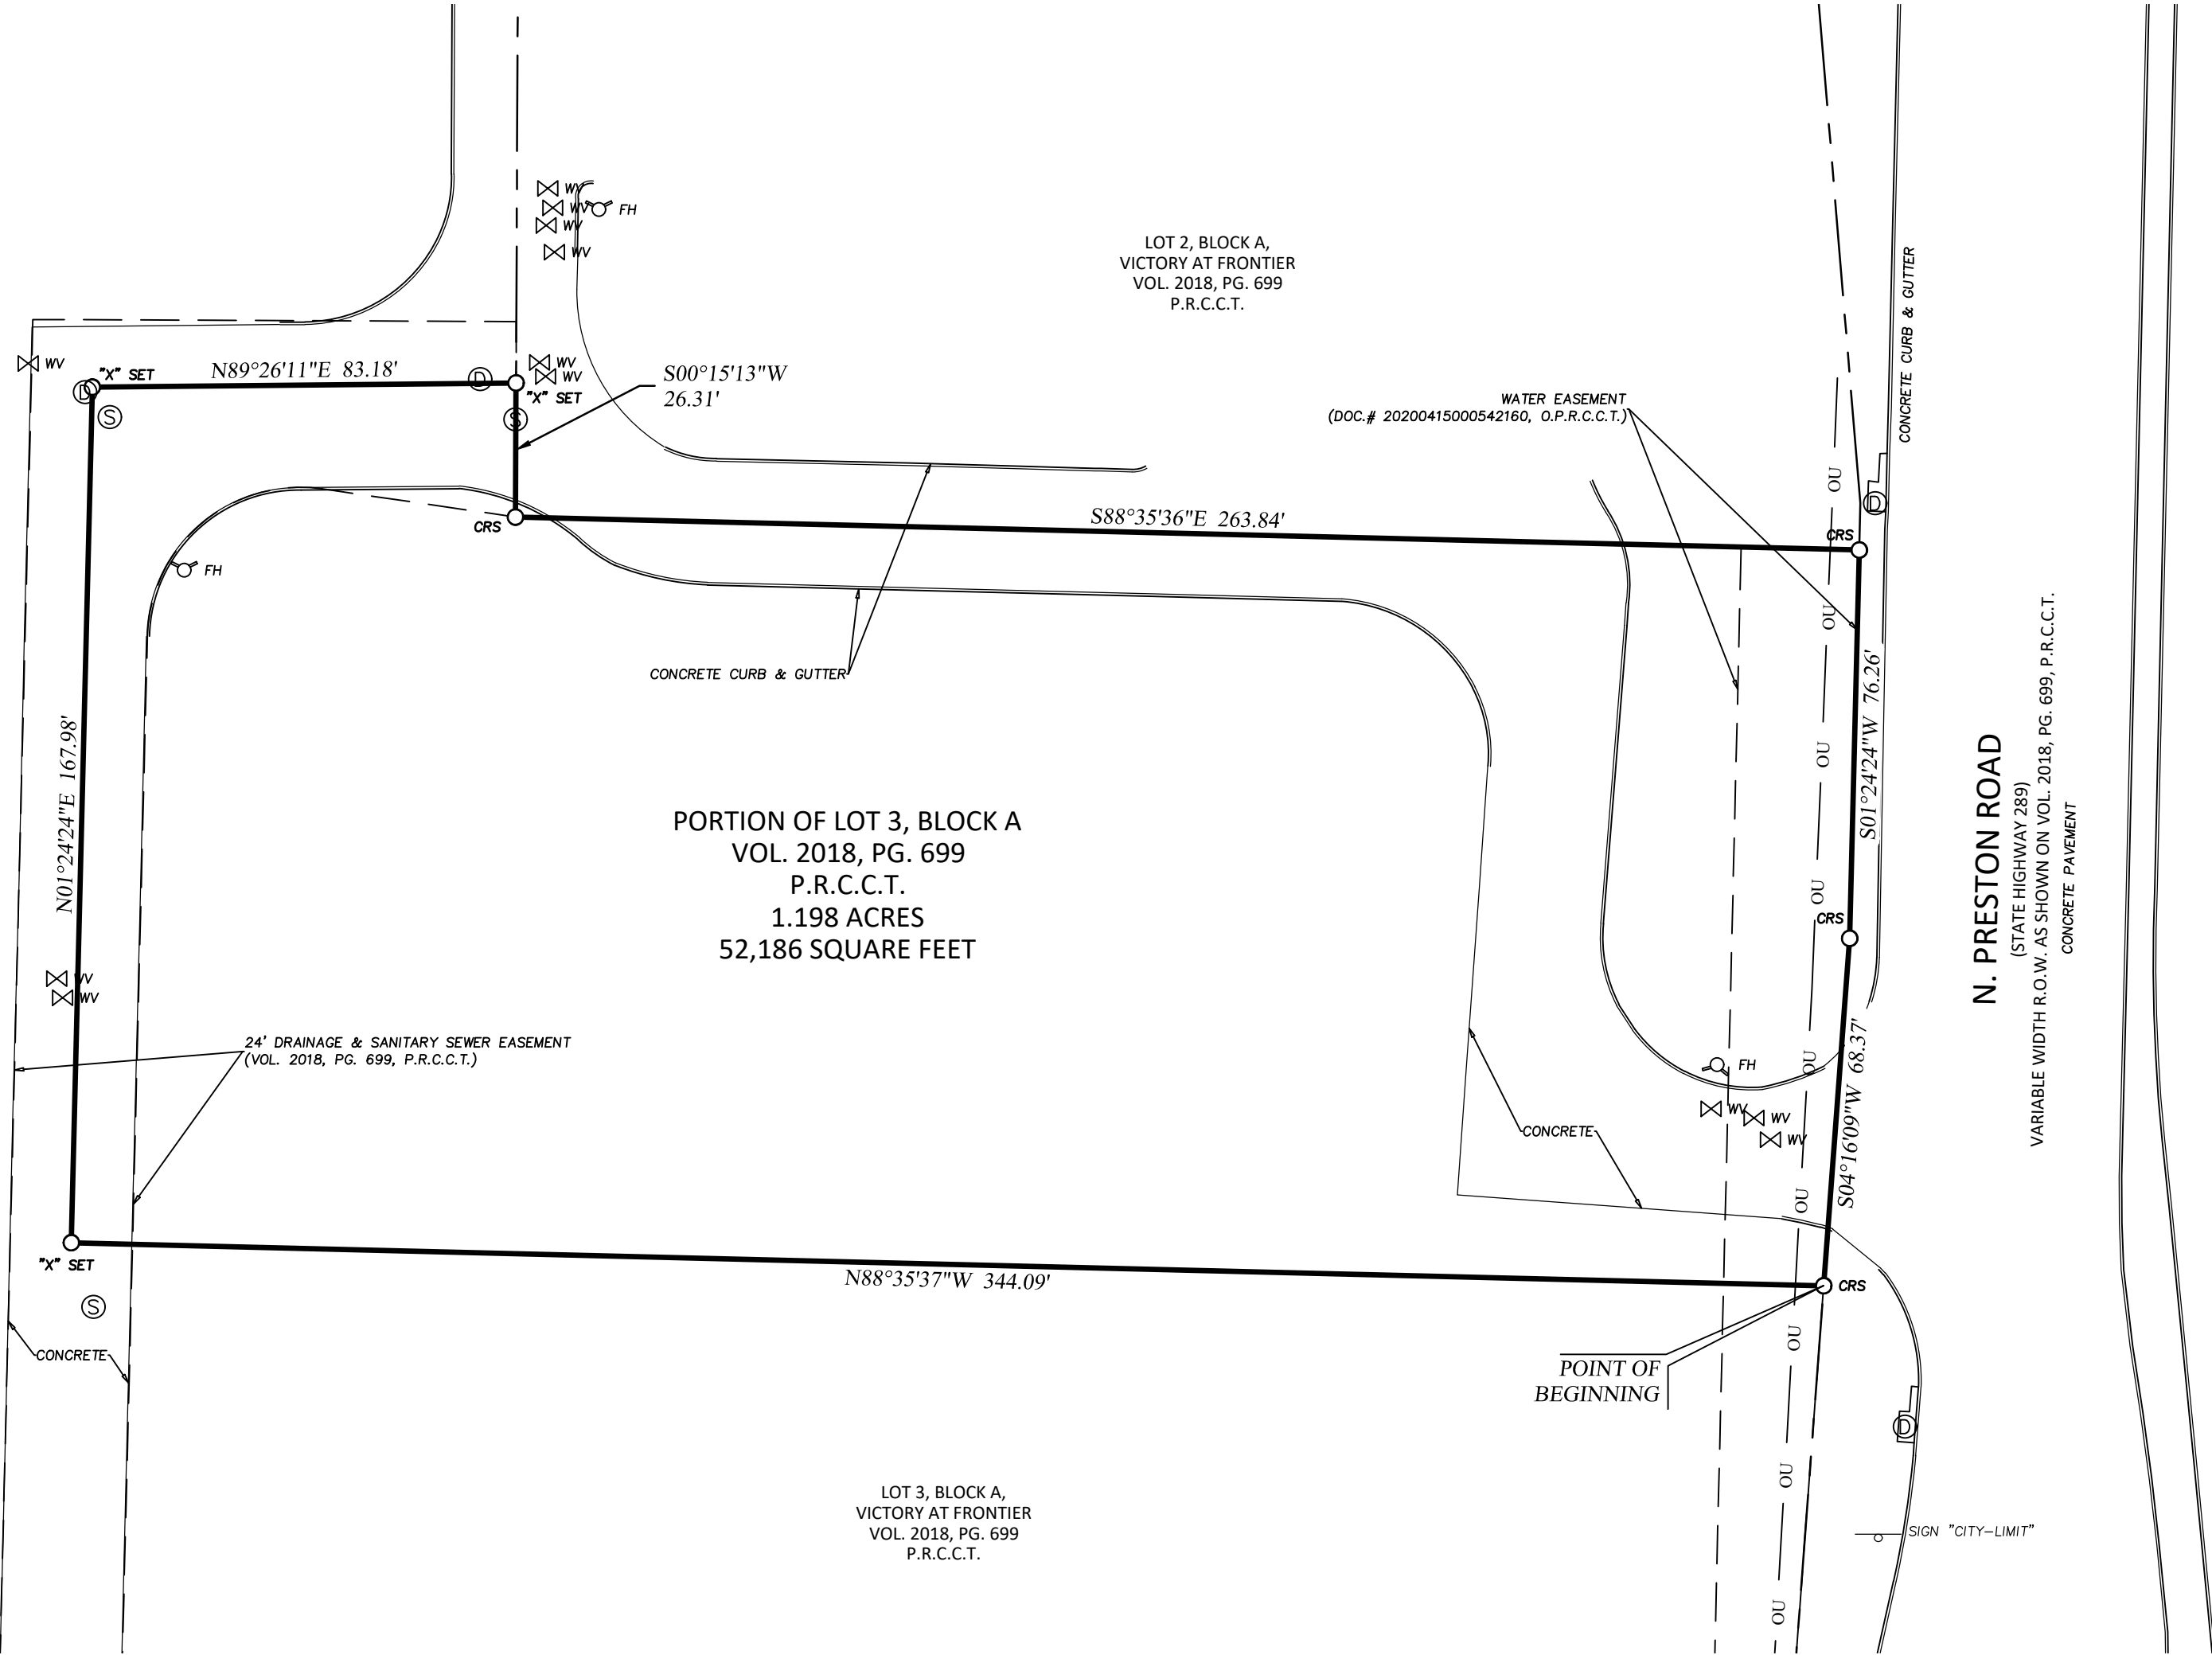 WV
WV
WV
WV
FH
LOT 2, BLOCK A,
VICTORY AT FRONTIER
VOL. 2018, PG. 699
P.R.C.C.T.
CONCRETE CURB & GUTTER
WV
"X" SET
D
S
N89°26'11"E 83.18'
D
WV
WV
"X" SET
S
S00°15'13"W
26.31'
WATER EASEMENT
(DOC.# 20200415000542160, O.P.R.C.C.T.)
OU
D
CRS
S88°35'36"E 263.84'
CRS
FH
OU
CONCRETE CURB & GUTTER
N01°24'24"E 167.98'
S01°24'24"W 76.26'
OU
OU
CRS
PORTION OF LOT 3, BLOCK A
VOL. 2018, PG. 699
P.R.C.C.T.
1.198 ACRES
52,186 SQUARE FEET
N. PRESTON ROAD
(STATE HIGHWAY 289)
VARIABLE WIDTH R.O.W. AS SHOWN ON VOL. 2018, PG. 699, P.R.C.C.T.
CONCRETE PAVEMENT
WV
WV
24' DRAINAGE & SANITARY SEWER EASEMENT
(VOL. 2018, PG. 699, P.R.C.C.T.)
FH
OU
WV
WV
WV
CONCRETE
S04°16'09"W 68.37'
OU
"X" SET
N88°35'37"W 344.09'
CRS
S
CONCRETE
OU
POINT OF
BEGINNING
D
OU
LOT 3, BLOCK A,
VICTORY AT FRONTIER
VOL. 2018, PG. 699
P.R.C.C.T.
SIGN "CITY-LIMIT"
OU